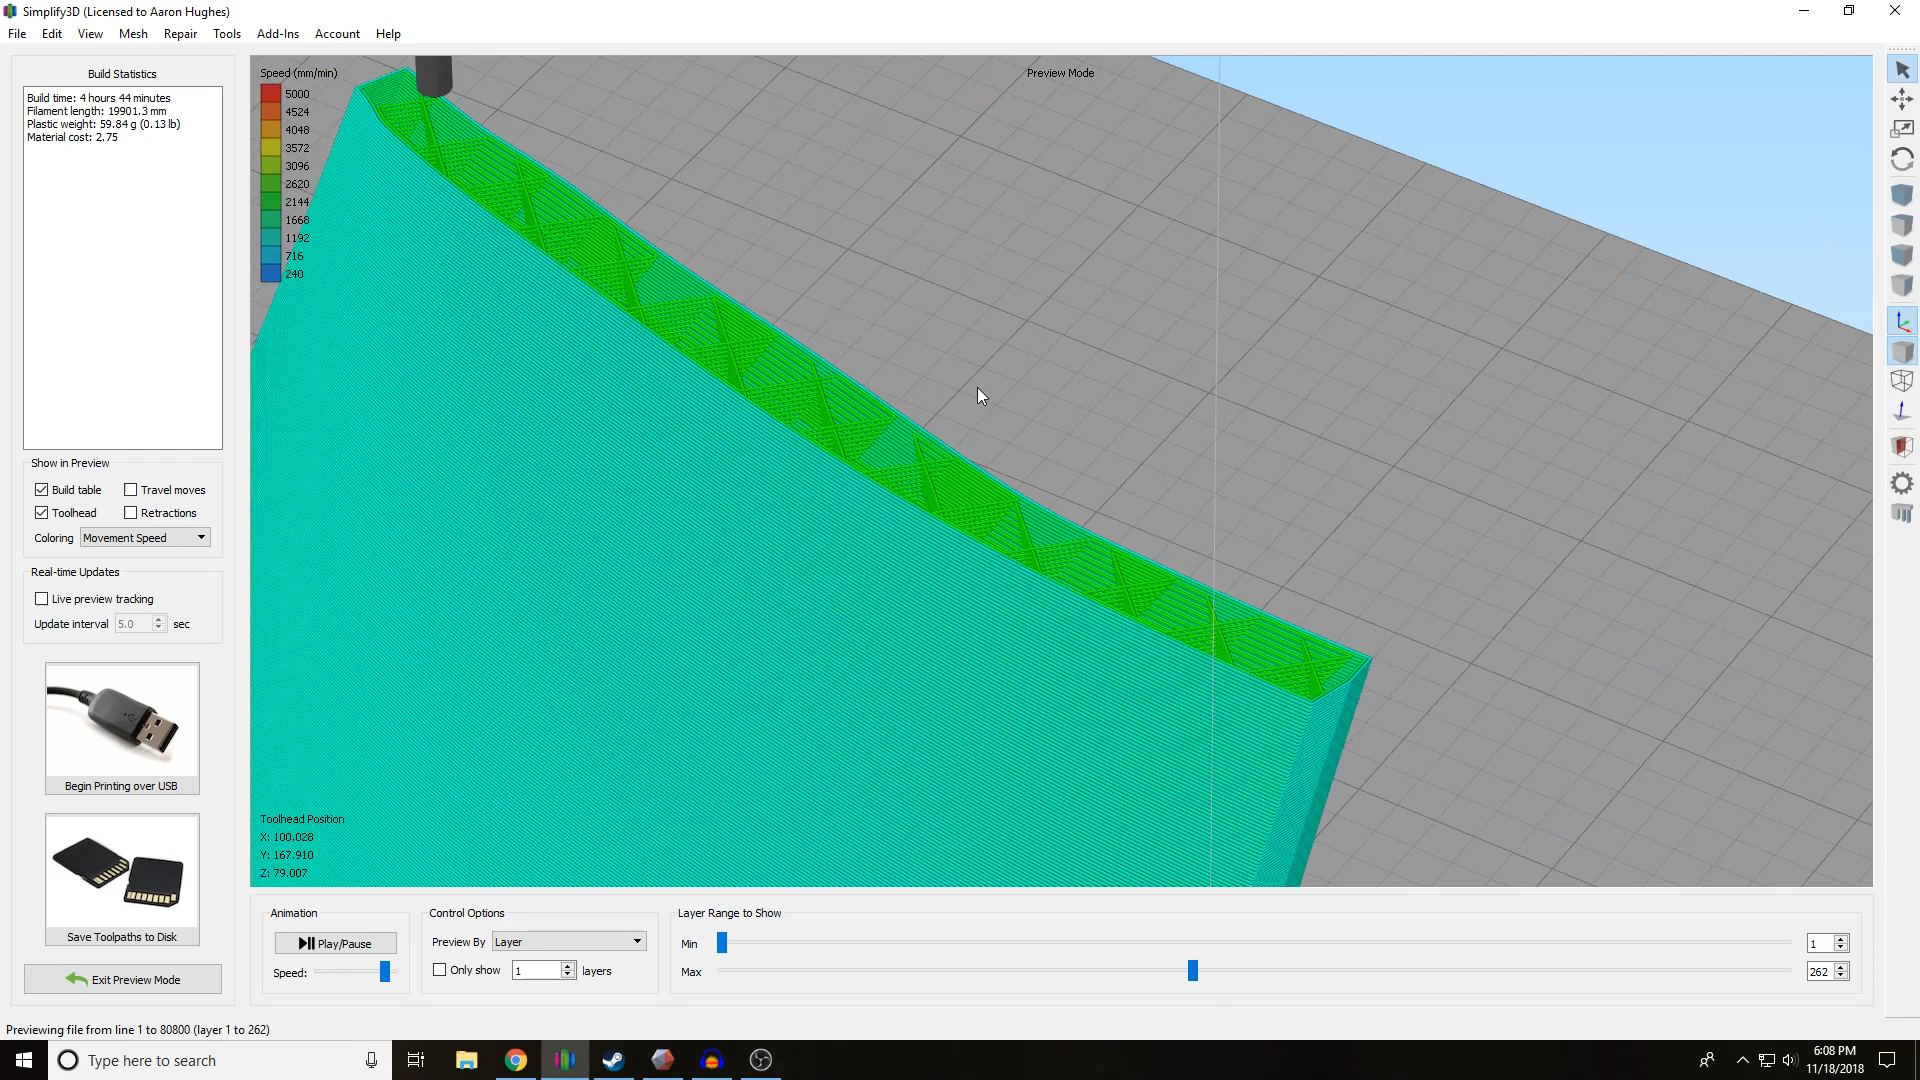 Simplify3D (Licensed to Aaron Hughes)
File Edit View Mesh Repair Tools Add-Ins Account Help
Build Statistics
Build time: 4 hours 44 minutes
Filament length: 19901.3 mm
Plastic weight: 59.84 g (0.13 lb)
Material cost: 2.75
Show in Preview
Build table Travel moves
Toolhead Retractions
Coloring Movement Speed
Real-time Updates
Live preview tracking
Update interval 5.0 sec
Begin Printing over USB
Save Toolpaths to Disk
Exit Preview Mode
Speed (mm/min)
5000
4524
4048
3572
3096
2620
2144
1668
1192
716
240
Preview Mode
Toolhead Position
X: 100.028
Y: 167.910
Z: 79.007
Animation
Play/Pause
Speed:
Control Options
Preview By Layer
Only show 1 layers
Layer Range to Show
Min 1
Max 262
Previewing file from line 1 to 80800 (layer 1 to 262)
Type here to search
6:08 PM
11/18/2018